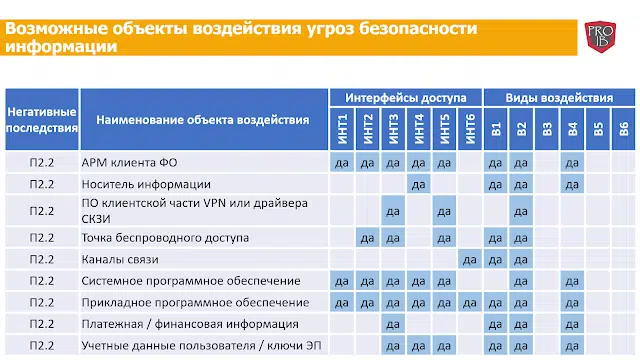 Возможные объекты воздействия угроз безопасности
информации
PRO
IB
Негативные последствия Наименование объекта воздействия Интерфейсы доступа Виды воздействия
ИНТ1 ИНТ2 ИНТ3 ИНТ4 ИНТ5 ИНТ6 В1 В2 В3 В4 В5 В6
П2.2 АРМ клиента ФО да да да да да да да да
П2.2 Носитель информации да да да да
П2.2 ПО клиентской части VPN или драйвера
СКЗИ да да да
П2.2 Точка беспроводного доступа да да да да да
П2.2 Каналы связи да да да
П2.2 Системное программное обеспечение да да да да да да да
П2.2 Прикладное программное обеспечение да да да да да да да да да
П2.2 Платежная / финансовая информация да да да да
П2.2 Учетные данные пользователя / ключи ЭП да да да да да да